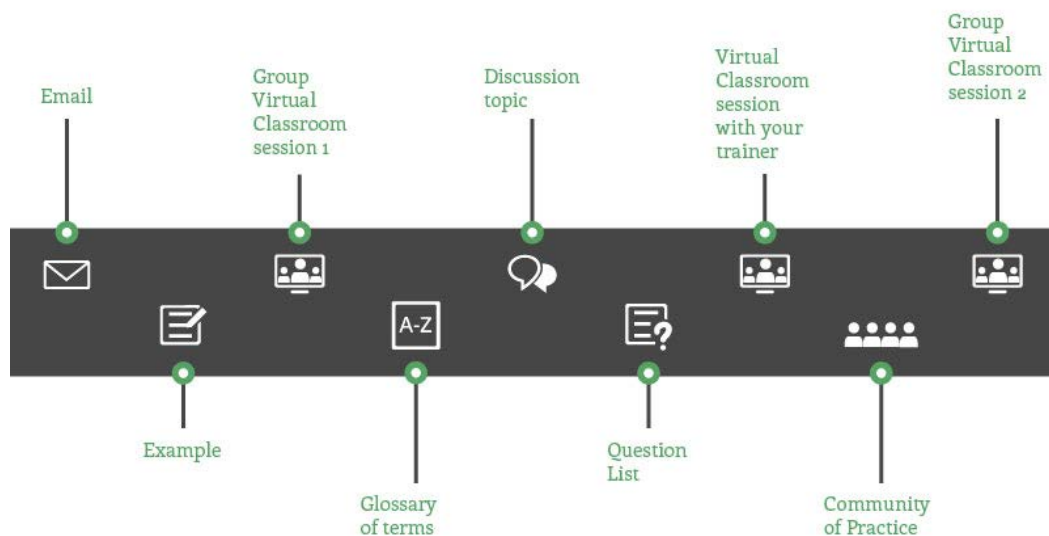 Email
Group
Virtual
Classroom
session 1
Discussion
topic
Virtual
Classroom
session
with your
trainer
Group
Virtual
Classroom
session 2
A-Z
?
Example
Glossary
of terms
Question
List
Community
of Practice